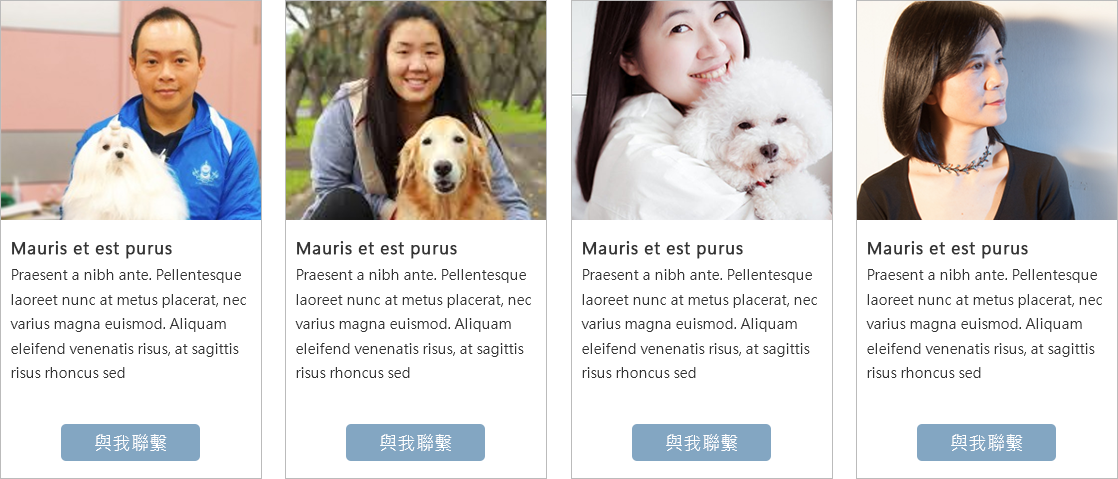 Mauris et est purus
Praesent a nibh ante. Pellentesque
laoreet nunc at metus placerat, nec
varius magna euismod. Aliquam
eleifend venenatis risus, at sagittis
risus rhoncus sed
與我聯繫
Mauris et est purus
Praesent a nibh ante. Pellentesque
laoreet nunc at metus placerat, nec
varius magna euismod. Aliquam
eleifend venenatis risus, at sagittis
risus rhoncus sed
與我聯繫
Mauris et est purus
Praesent a nibh ante. Pellentesque
laoreet nunc at metus placerat, nec
varius magna euismod. Aliquam
eleifend venenatis risus, at sagittis
risus rhoncus sed
與我聯繫
Mauris et est purus
Praesent a nibh ante. Pellentesque
laoreet nunc at metus placerat, nec
varius magna euismod. Aliquam
eleifend venenatis risus, at sagittis
risus rhoncus sed
與我聯繫